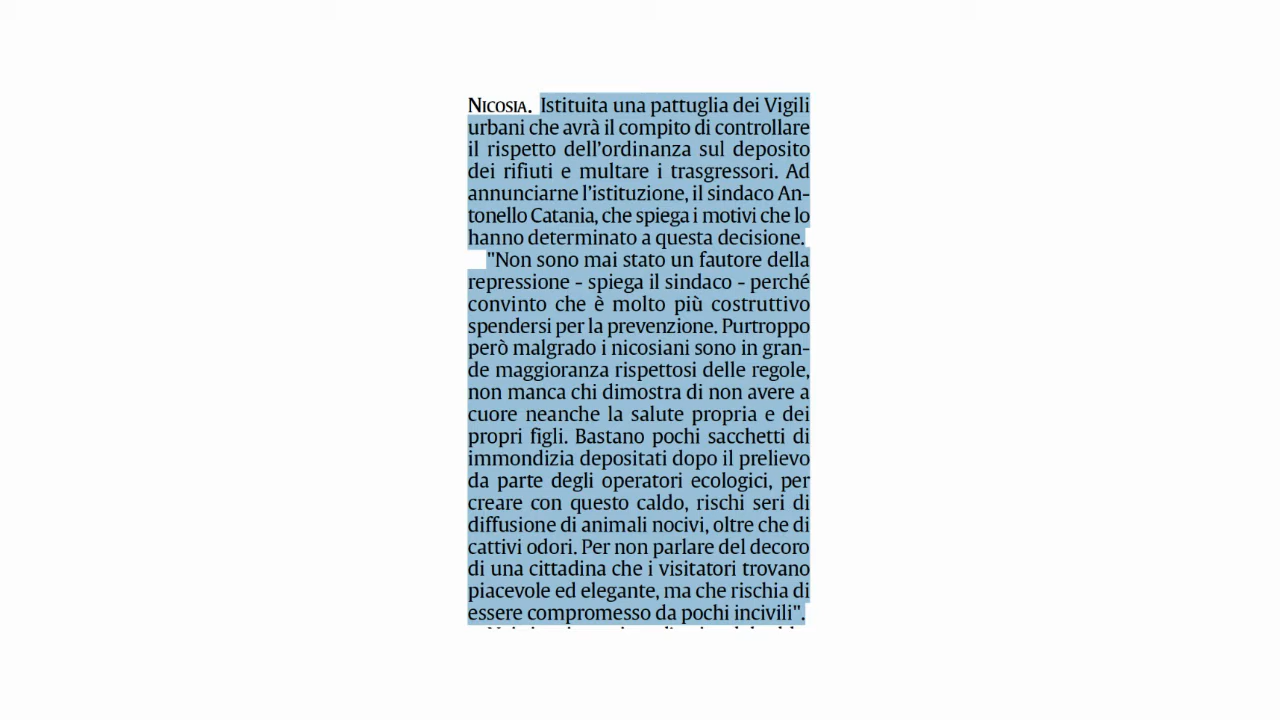 NICOSIA. Istituita una pattuglia dei Vigili
urbani che avrà il compito di controllare
il rispetto dell'ordinanza sul deposito
dei rifiuti e multare i trasgressori. Ad
annunciarne l'istituzione, il sindaco An-
tonello Catania, che spiega i motivi che lo
hanno determinato a questa decisione.
"Non sono mai stato un fautore della
repressione - spiega il sindaco - perché
convinto che è molto più costruttivo
spendersi per la prevenzione. Purtroppo
però malgrado i nicosiani sono in gran-
de maggioranza rispettosi delle regole,
non manca chi dimostra di non avere a
cuore neanche la salute propria e dei
propri figli. Bastano pochi sacchetti di
immondizia depositati dopo il prelievo
da parte degli operatori ecologici, per
creare con questo caldo, rischi seri di
diffusione di animali nocivi, oltre che di
cattivi odori. Per non parlare del decoro
di una cittadina che i visitatori trovano
piacevole ed elegante, ma che rischia di
essere compromesso da pochi incivili".